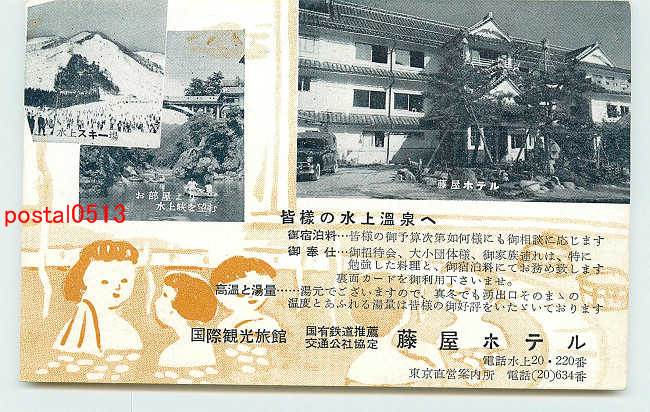 水上スキー場
お部屋と
水上峡を望む
藤屋ホテル
postal0513
皆様の水上温泉へ
御宿泊料…皆様の御予算次第如何様にも御相談に応じます
御奉仕…御招待会、大小団体様、御家族連れは、特に
勉強した料理と、御宿泊料にてお務め致します
裏面カードを御利用下さいませ。
高温と湯量……湯元でございますので、真冬でも湧出口そのまゝの
温度とあふれる湯量は皆様の御好評をいたゞいております
国際観光旅館
国有鉄道推薦
交通公社協定
藤屋ホテル
電話水上20・220番
東京直営案内所 電話(20)634番